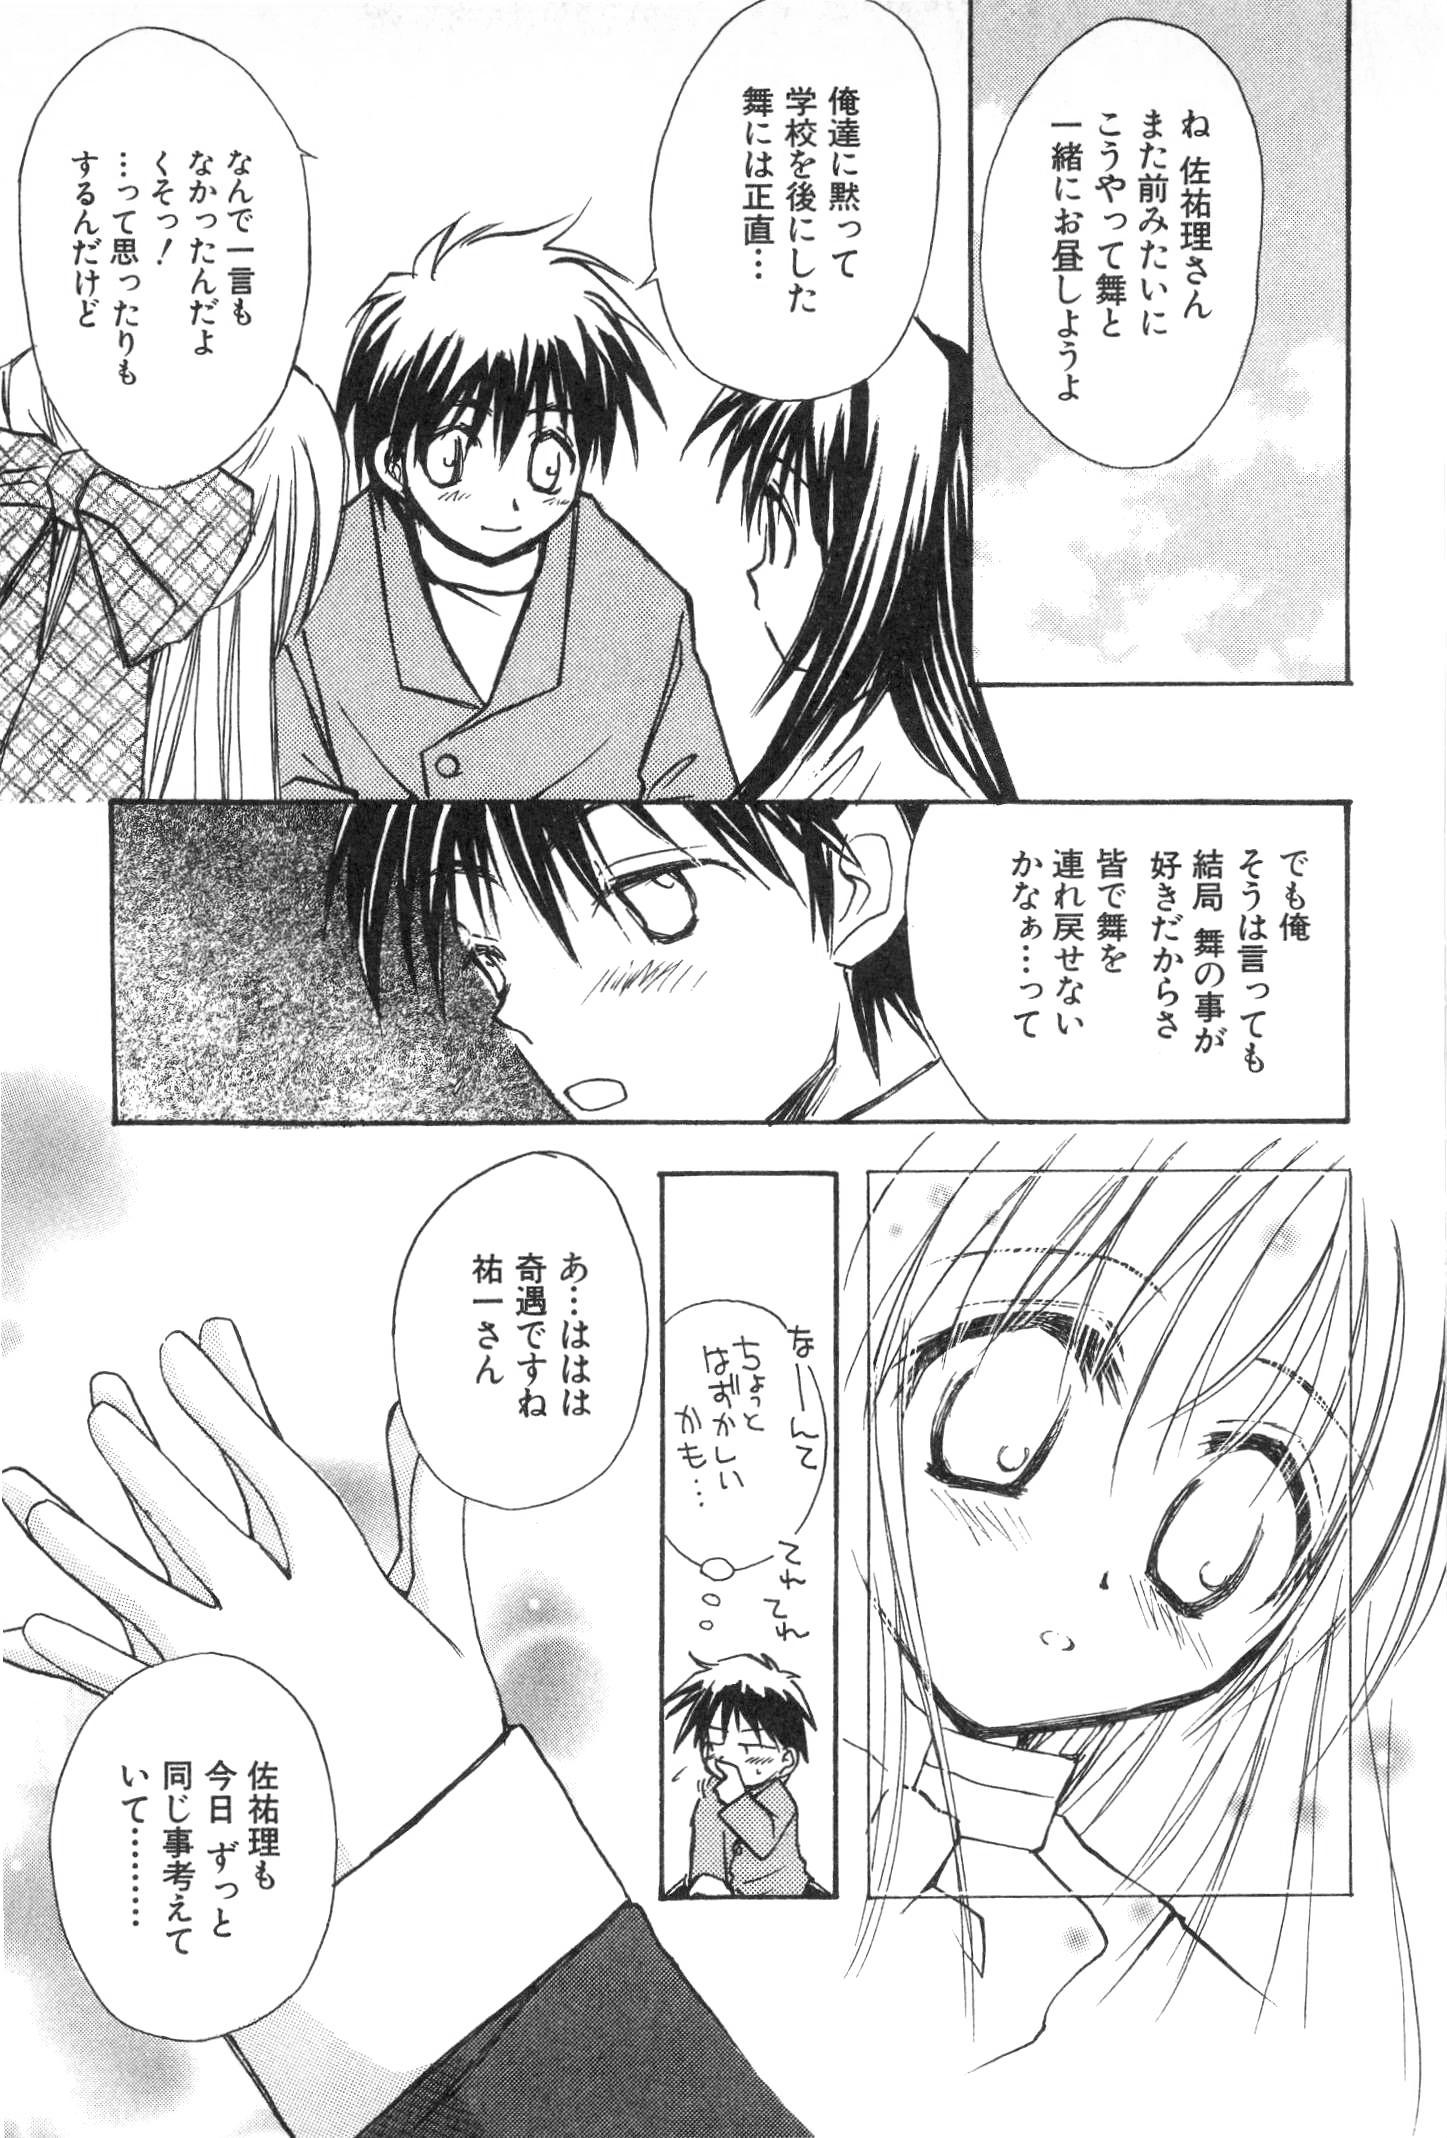 ね 佐祐理さん
また前みたいに
こうやって舞と
一緒にお昼しようよ
俺達に黙って
学校を後にした
舞には正直…
なんで一言も
なかったんだよ
くそっ！
…って思ったりも
するんだけど
でも俺
そうは言っても
結局 舞の事が
好きだからさ
皆で舞を
連れ戻せない
かなぁ…って
なーんて
ちょっと
はずかしい
かも…
てれ
てれ
あ…ははは
奇遇ですね
祐一さん
佐祐理も
今日 ずっと
同じ事考えて
いて………